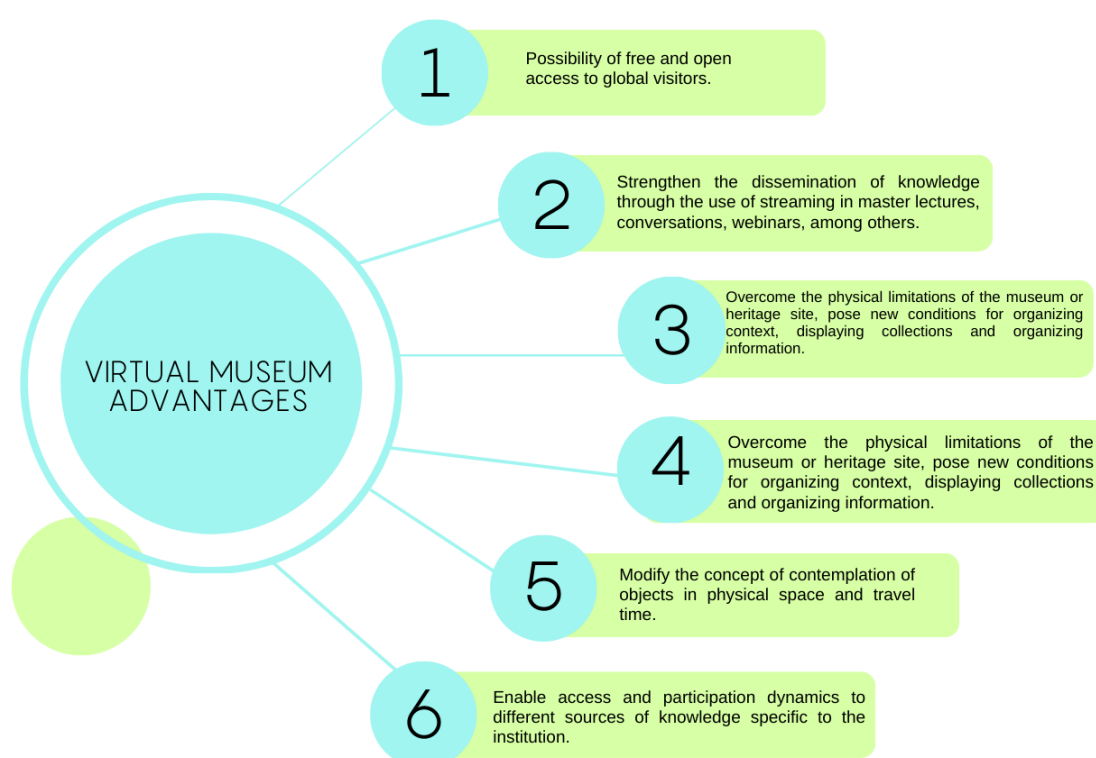 1
Possibility of free and open
access to global visitors.
2
Strengthen the dissemination of knowledge
through the use of streaming in master lectures,
conversations, webinars, among others.
3
Overcome the physical limitations of the museum or
heritage site, pose new conditions for organizing
context, displaying collections and organizing
information.
VIRTUAL MUSEUM
ADVANTAGES
4
Overcome the physical limitations of the
museum or heritage site, pose new conditions
for organizing context, displaying collections
and organizing information.
5
Modify the concept of contemplation of
objects in physical space and travel
time.
6
Enable access and participation dynamics to
different sources of knowledge specific to the
institution.